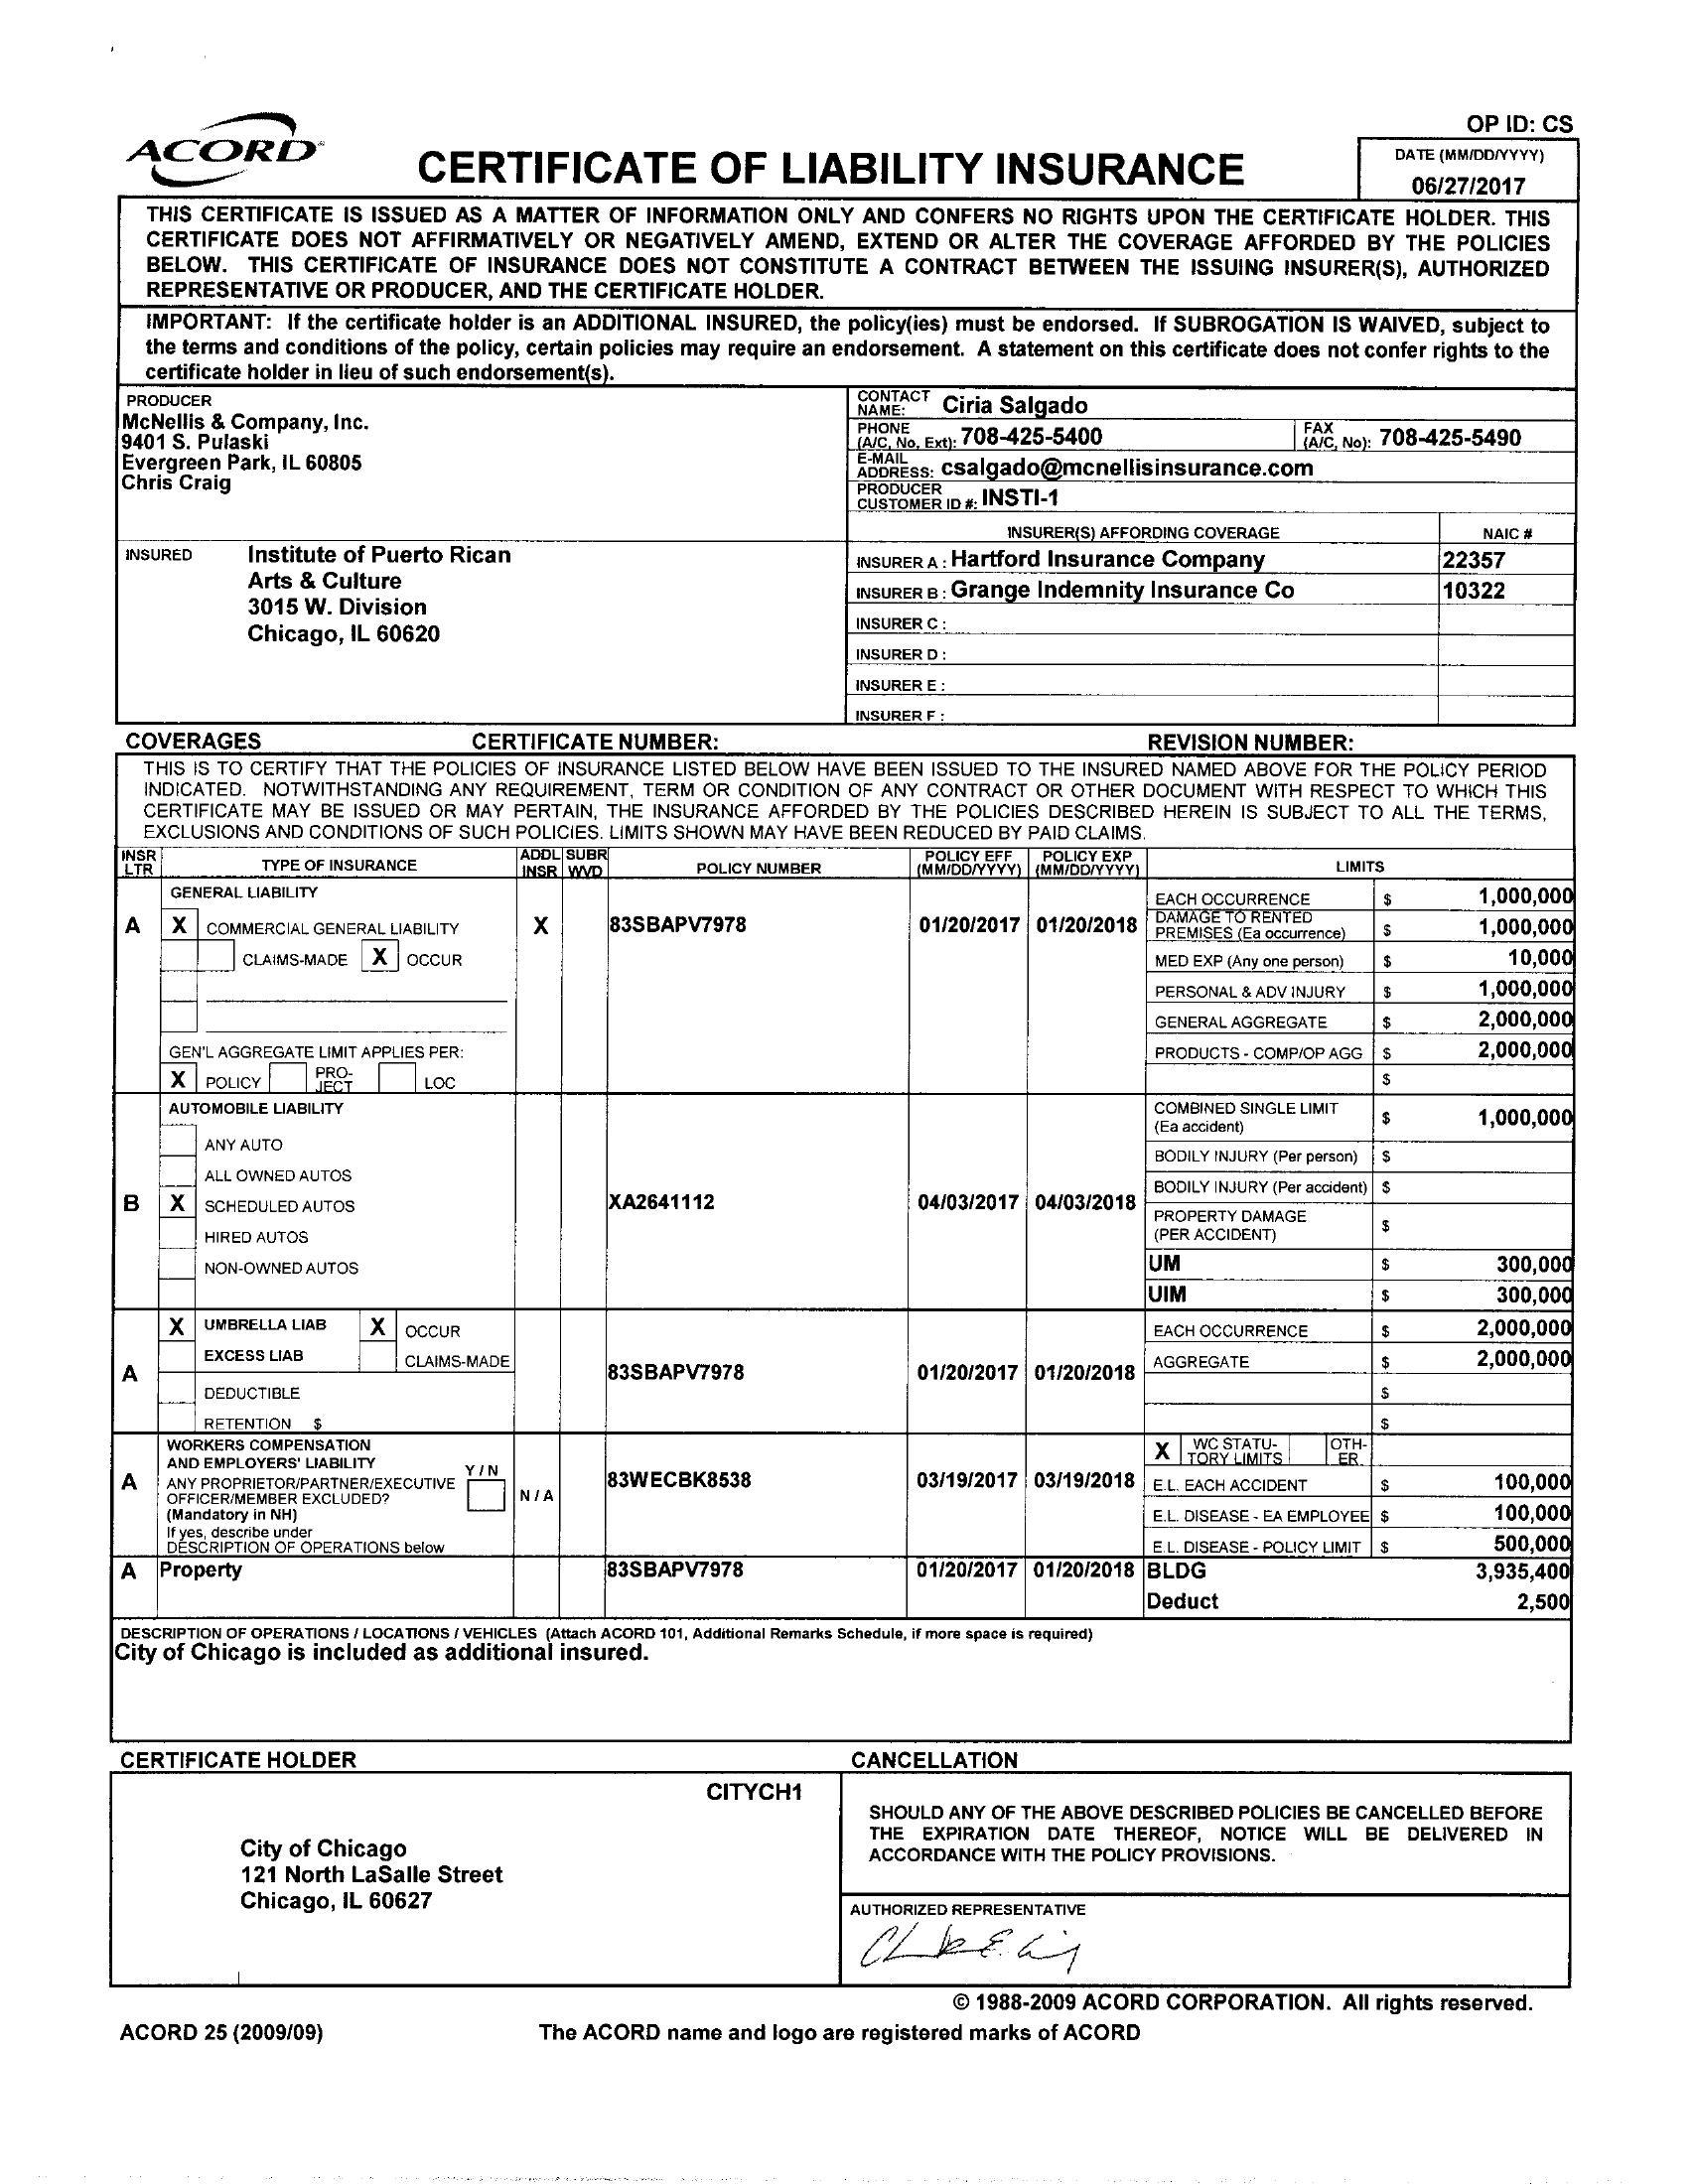 OP ID: CS
ACORD
CERTIFICATE OF LIABILITY INSURANCE
DATE (MM/DD/YYYY)
06/27/2017
THIS CERTIFICATE IS ISSUED AS A MATTER OF INFORMATION ONLY AND CONFERS NO RIGHTS UPON THE CERTIFICATE HOLDER. THIS
CERTIFICATE DOES NOT AFFIRMATIVELY OR NEGATIVELY AMEND, EXTEND OR ALTER THE COVERAGE AFFORDED BY THE POLICIES
BELOW. THIS CERTIFICATE OF INSURANCE DOES NOT CONSTITUTE A CONTRACT BETWEEN THE ISSUING INSURER(S), AUTHORIZED
REPRESENTATIVE OR PRODUCER, AND THE CERTIFICATE HOLDER.
IMPORTANT: If the certificate holder is an ADDITIONAL INSURED, the policy(ies) must be endorsed. If SUBROGATION IS WAIVED, subject to
the terms and conditions of the policy, certain policies may require an endorsement. A statement on this certificate does not confer rights to the
certificate holder in lieu of such endorsement(s).
PRODUCER
McNellis & Company, Inc.
9401 S. Pulaski
Evergreen Park, IL 60805
Chris Craig
CONTACT NAME: Ciria Salgado
PHONE (A/C, No, Ext): 708-425-5400 FAX (A/C, No): 708-425-5490
E-MAIL ADDRESS: csalgado@mcnellisinsurance.com
PRODUCER CUSTOMER ID #: INSTI-1
INSURER(S) AFFORDING COVERAGE NAIC #
INSURED
Institute of Puerto Rican
Arts & Culture
3015 W. Division
Chicago, IL 60620
INSURER A : Hartford Insurance Company 22357
INSURER B : Grange Indemnity Insurance Co 10322
INSURER C :
INSURER D :
INSURER E :
INSURER F :
COVERAGES CERTIFICATE NUMBER: REVISION NUMBER:
THIS IS TO CERTIFY THAT THE POLICIES OF INSURANCE LISTED BELOW HAVE BEEN ISSUED TO THE INSURED NAMED ABOVE FOR THE POLICY PERIOD
INDICATED. NOTWITHSTANDING ANY REQUIREMENT, TERM OR CONDITION OF ANY CONTRACT OR OTHER DOCUMENT WITH RESPECT TO WHICH THIS
CERTIFICATE MAY BE ISSUED OR MAY PERTAIN, THE INSURANCE AFFORDED BY THE POLICIES DESCRIBED HEREIN IS SUBJECT TO ALL THE TERMS,
EXCLUSIONS AND CONDITIONS OF SUCH POLICIES. LIMITS SHOWN MAY HAVE BEEN REDUCED BY PAID CLAIMS.
INSR LTR TYPE OF INSURANCE ADDL INSR SUBR WVD POLICY NUMBER POLICY EFF (MM/DD/YYYY) POLICY EXP (MM/DD/YYYY) LIMITS
GENERAL LIABILITY EACH OCCURRENCE $ 1,000,000
A X COMMERCIAL GENERAL LIABILITY X 83SBAPV7978 01/20/2017 01/20/2018 DAMAGE TO RENTED PREMISES (Ea occurrence) $ 1,000,000
CLAIMS-MADE X OCCUR MED EXP (Any one person) $ 10,000
PERSONAL & ADV INJURY $ 1,000,000
GENERAL AGGREGATE $ 2,000,000
GEN'L AGGREGATE LIMIT APPLIES PER: PRODUCTS - COMP/OP AGG $ 2,000,000
X POLICY PRO-JECT LOC $
AUTOMOBILE LIABILITY COMBINED SINGLE LIMIT (Ea accident) $ 1,000,000
ANY AUTO BODILY INJURY (Per person) $
ALL OWNED AUTOS BODILY INJURY (Per accident) $
B X SCHEDULED AUTOS XA2641112 04/03/2017 04/03/2018
HIRED AUTOS PROPERTY DAMAGE (PER ACCIDENT) $
NON-OWNED AUTOS UM $ 300,000
UIM $ 300,000
X UMBRELLA LIAB X OCCUR EACH OCCURRENCE $ 2,000,000
EXCESS LIAB CLAIMS-MADE AGGREGATE $ 2,000,000
A 83SBAPV7978 01/20/2017 01/20/2018
DEDUCTIBLE $
RETENTION $ $
WORKERS COMPENSATION
AND EMPLOYERS' LIABILITY Y / N X WC STATU-TORY LIMITS OTH-ER
A ANY PROPRIETOR/PARTNER/EXECUTIVE 83WECBK8538 03/19/2017 03/19/2018 E.L. EACH ACCIDENT $ 100,000
OFFICER/MEMBER EXCLUDED? N / A
(Mandatory in NH) E.L. DISEASE - EA EMPLOYEE $ 100,000
If yes, describe under
DESCRIPTION OF OPERATIONS below E.L. DISEASE - POLICY LIMIT $ 500,000
A Property 83SBAPV7978 01/20/2017 01/20/2018 BLDG 3,935,400
Deduct 2,500
DESCRIPTION OF OPERATIONS / LOCATIONS / VEHICLES (Attach ACORD 101, Additional Remarks Schedule, if more space is required)
City of Chicago is included as additional insured.
CERTIFICATE HOLDER
CITYCH1
City of Chicago
121 North LaSalle Street
Chicago, IL 60627
CANCELLATION
SHOULD ANY OF THE ABOVE DESCRIBED POLICIES BE CANCELLED BEFORE
THE EXPIRATION DATE THEREOF, NOTICE WILL BE DELIVERED IN
ACCORDANCE WITH THE POLICY PROVISIONS.
AUTHORIZED REPRESENTATIVE
© 1988-2009 ACORD CORPORATION. All rights reserved.
ACORD 25 (2009/09) The ACORD name and logo are registered marks of ACORD